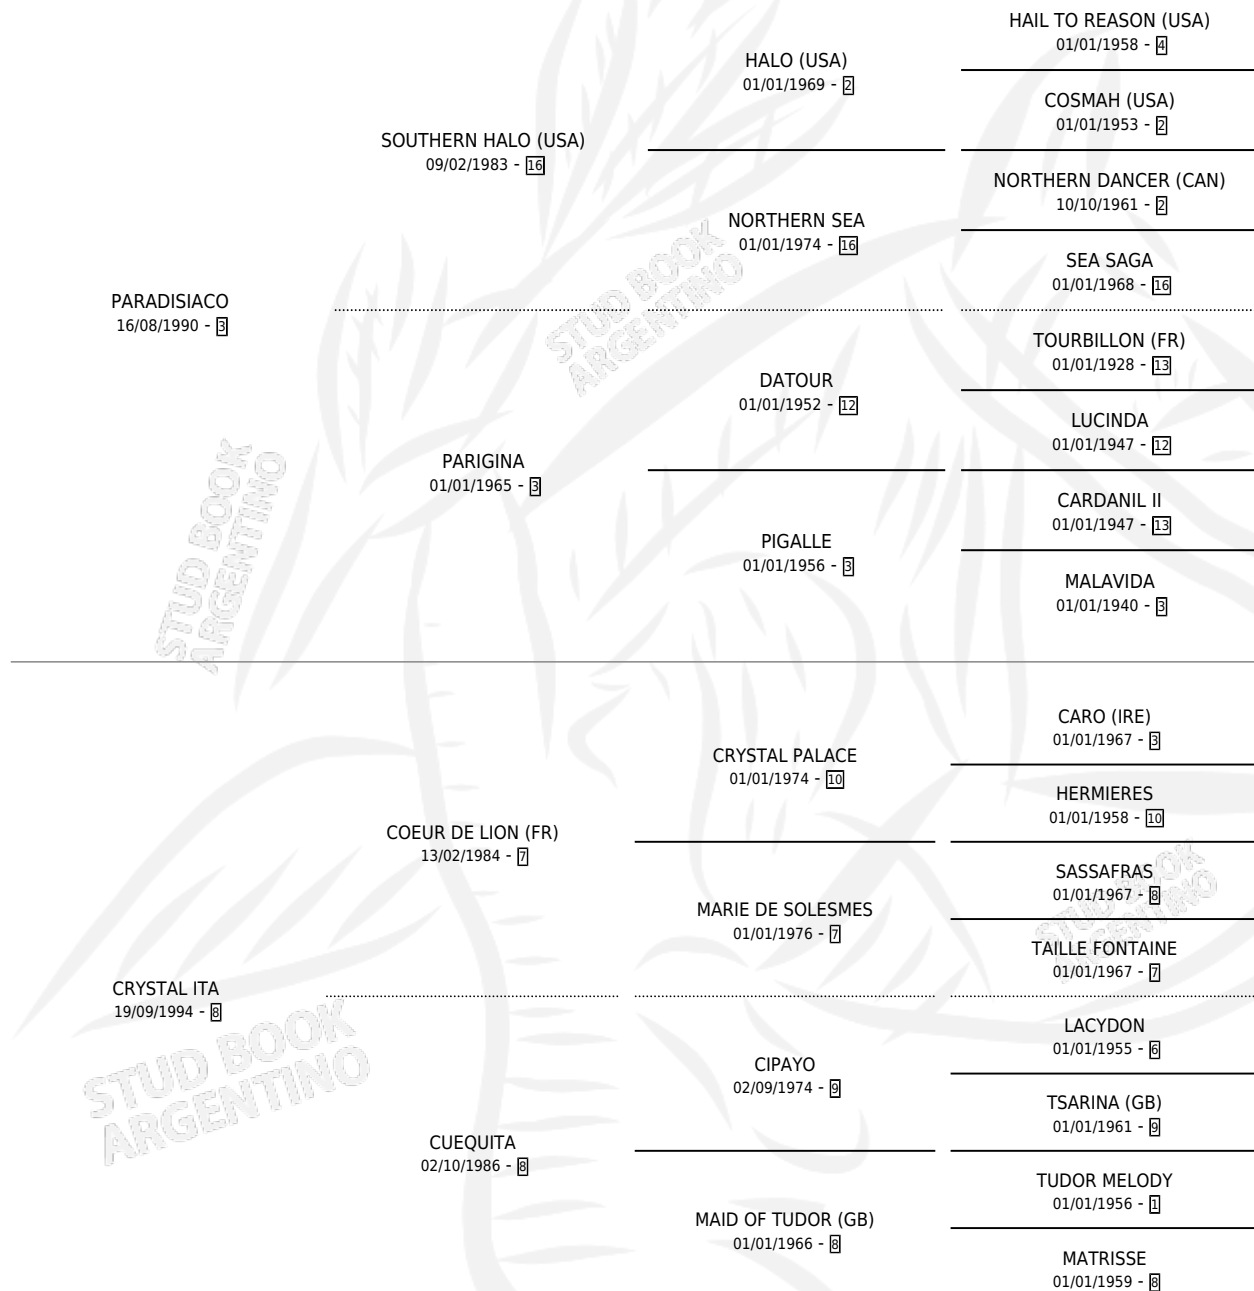 HAIL TO REASON (USA)
01/01/1958 - 4
HALO (USA)
01/01/1969 - 2
COSMAH (USA)
01/01/1953 - 2
SOUTHERN HALO (USA)
09/02/1983 - 16
NORTHERN DANCER (CAN)
10/10/1961 - 2
NORTHERN SEA
01/01/1974 - 16
SEA SAGA
01/01/1968 - 16
PARADISIACO
16/08/1990 - 3
STUD BOOK
ARGENTINO
TOURBILLON (FR)
01/01/1928 - 13
DATOUR
01/01/1952 - 12
LUCINDA
01/01/1947 - 12
PARIGINA
01/01/1965 - 3
CARDANIL II
01/01/1947 - 13
PIGALLE
01/01/1956 - 3
MALAVIDA
01/01/1940 - 3
STUD BOOK
ARGENTINO
CARO (IRE)
01/01/1967 - 3
CRYSTAL PALACE
01/01/1974 - 10
HERMIERES
01/01/1958 - 10
COEUR DE LION (FR)
13/02/1984 - 7
SASSAFRAS
01/01/1967 - 8
MARIE DE SOLESMES
01/01/1976 - 7
STUD BOOK
ARGENTINO
TAILLE FONTAINE
01/01/1967 - 7
CRYSTAL ITA
19/09/1994 - 8
LACYDON
01/01/1955 - 6
CIPAYO
02/09/1974 - 9
TSARINA (GB)
01/01/1961 - 9
STUD BOOK
ARGENTINO
CUEQUITA
02/10/1986 - 8
TUDOR MELODY
01/01/1956 - 1
MAID OF TUDOR (GB)
01/01/1966 - 8
MATRISSE
01/01/1959 - 8